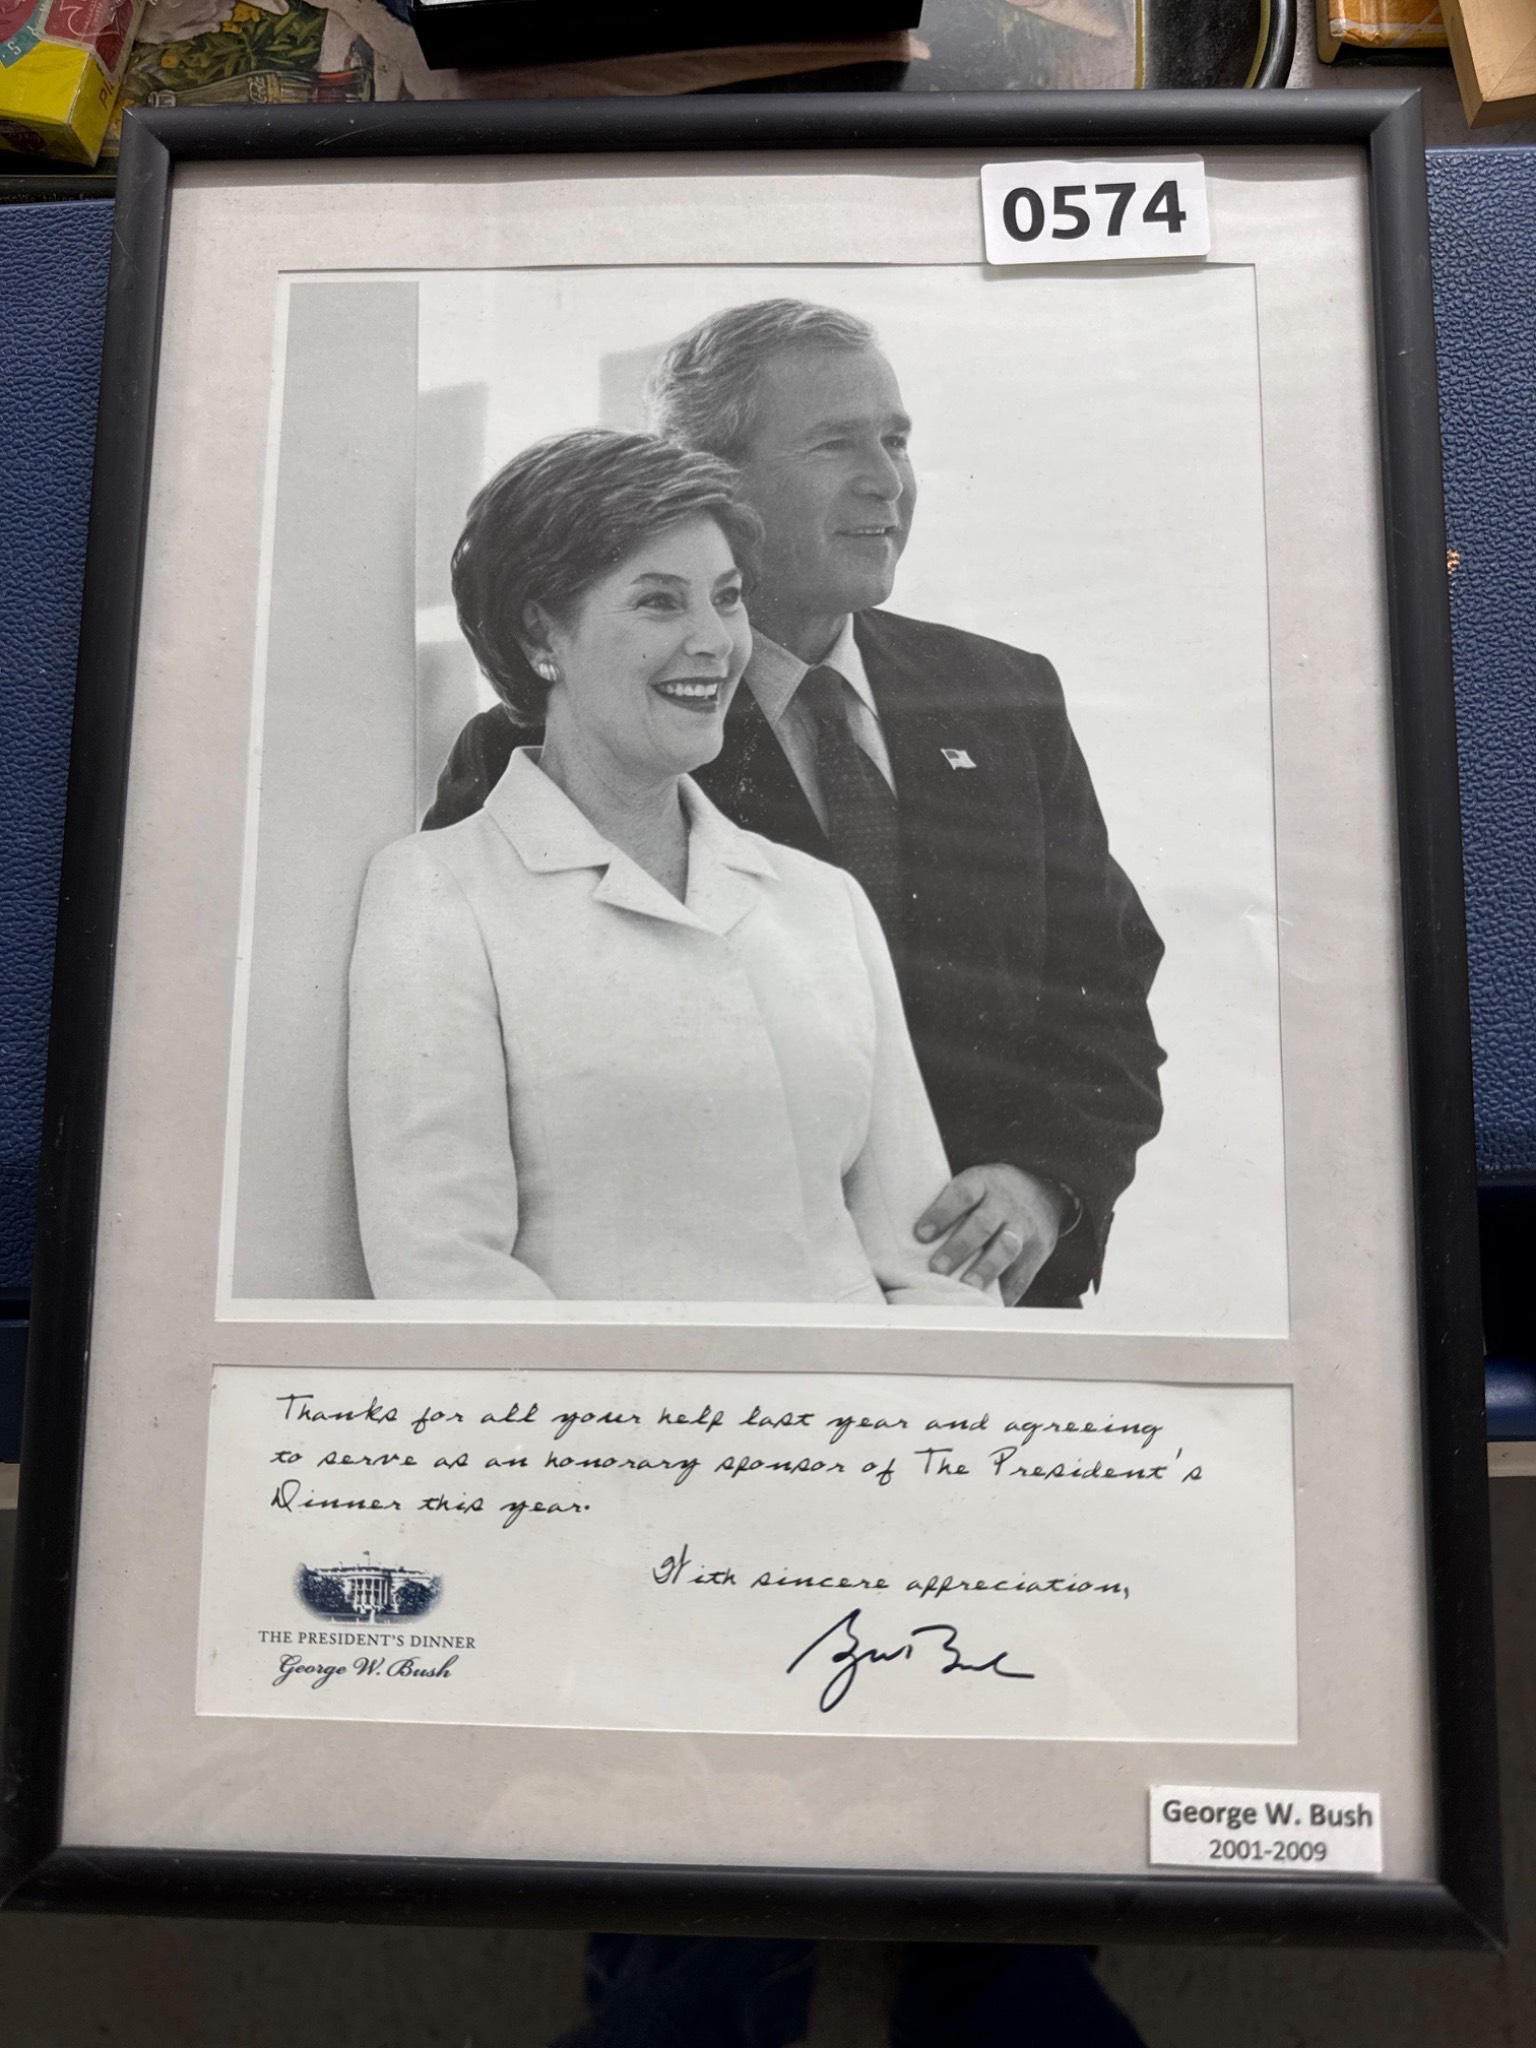 0574
Thanks for all your help last year and agreeing
to serve as an honorary sponsor of The President's
Dinner this year.
With sincere appreciation,
THE PRESIDENT'S DINNER
George W. Bush
George W. Bush
2001-2009